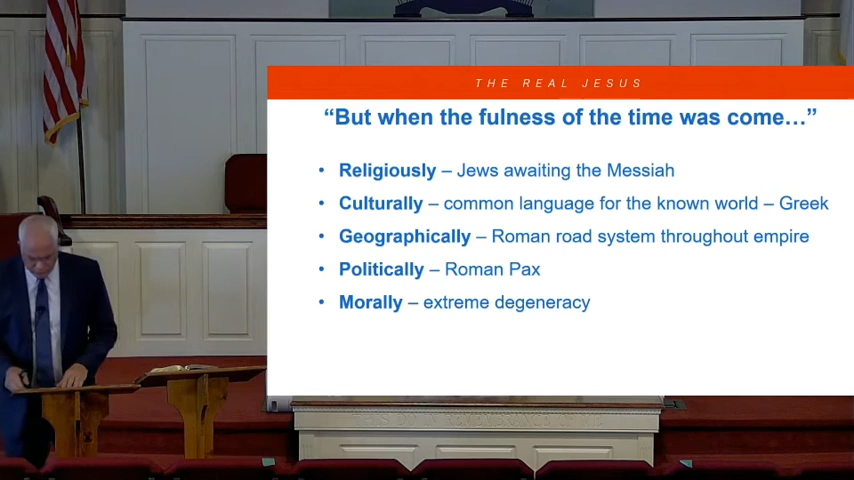 THE REAL JESUS
“But when the fulness of the time was come…”
• Religiously – Jews awaiting the Messiah
• Culturally – common language for the known world – Greek
• Geographically – Roman road system throughout empire
• Politically – Roman Pax
• Morally – extreme degeneracy